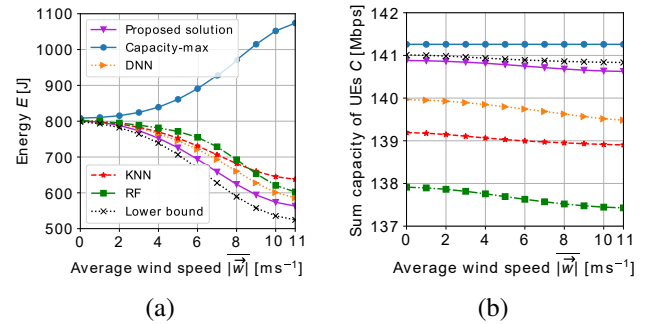 1100
1000
900
800
700
600
500
Energy E [J]
Proposed solution
Capacity-max
DNN
KNN
RF
Lower bound
0 2 4 6 8 10 11
Average wind speed |w⃗| [ms⁻¹]
(a)
142
141
140
139
138
137
Sum capacity of UEs C [Mbps]
0 2 4 6 8 10 11
Average wind speed |w⃗| [ms⁻¹]
(b)